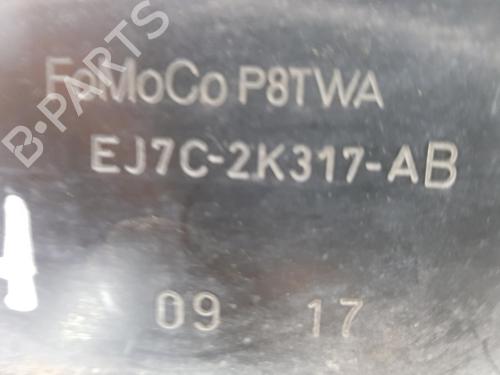 B-PARTS
FoMoCo P8TWA
EJ7C-2K317-AB
09 17